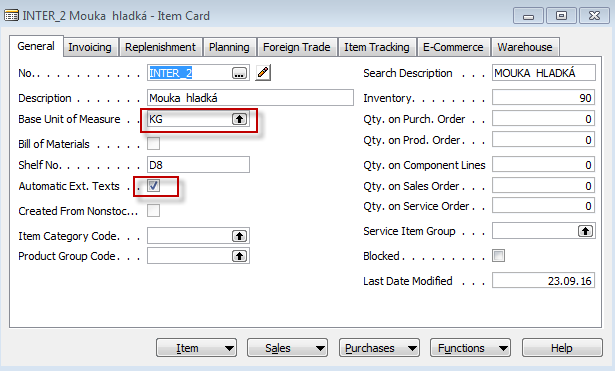 INTER_2 Mouka hladká - Item Card
General Invoicing Replenishment Planning Foreign Trade Item Tracking E-Commerce Warehouse
No. . . . . . . . . . . . INTER_2 ...
Description . . . . . . . Mouka hladká
Base Unit of Measure . . KG
Bill of Materials . . . . .
Shelf No. . . . . . . . . D8
Automatic Ext. Texts . . .
Created From Nonstoc...
Item Category Code. . . .
Product Group Code. . . .
Search Description . . . MOUKA HLADKÁ
Inventory. . . . . . . . 90
Qty. on Purch. Order . . 0
Qty. on Prod. Order . . . 0
Qty. on Component Lines 0
Qty. on Sales Order . . . 0
Qty. on Service Order . . 0
Service Item Group . . .
Blocked . . . . . . . . .
Last Date Modified . . . 23.09.16
Item Sales Purchases Functions Help